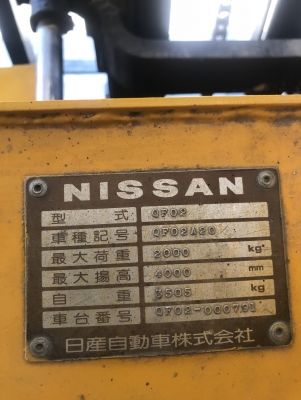 NISSAN
型 式 QF02
車種記号 QF02A20
最大荷重 2000 kg
最大揚高 4000 mm
自 重 3505 kg
車台番号
日産自動車株式会社